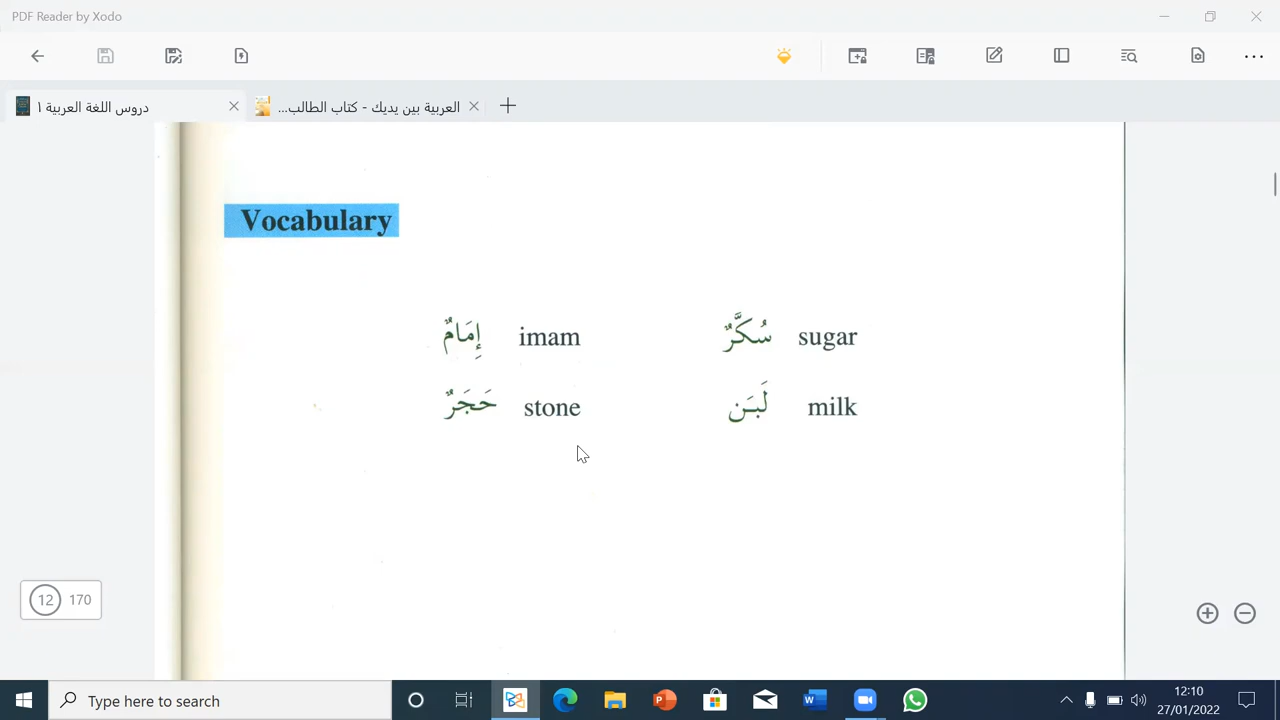 PDF Reader by Xodo
دروس اللغة العربية ١
العربية بين يديك - كتاب الطالب...
Vocabulary
إِمَامٌ imam سُكَّرٌ sugar
حَجَرٌ stone لَبَن milk
12 170
Type here to search
12:10
27/01/2022